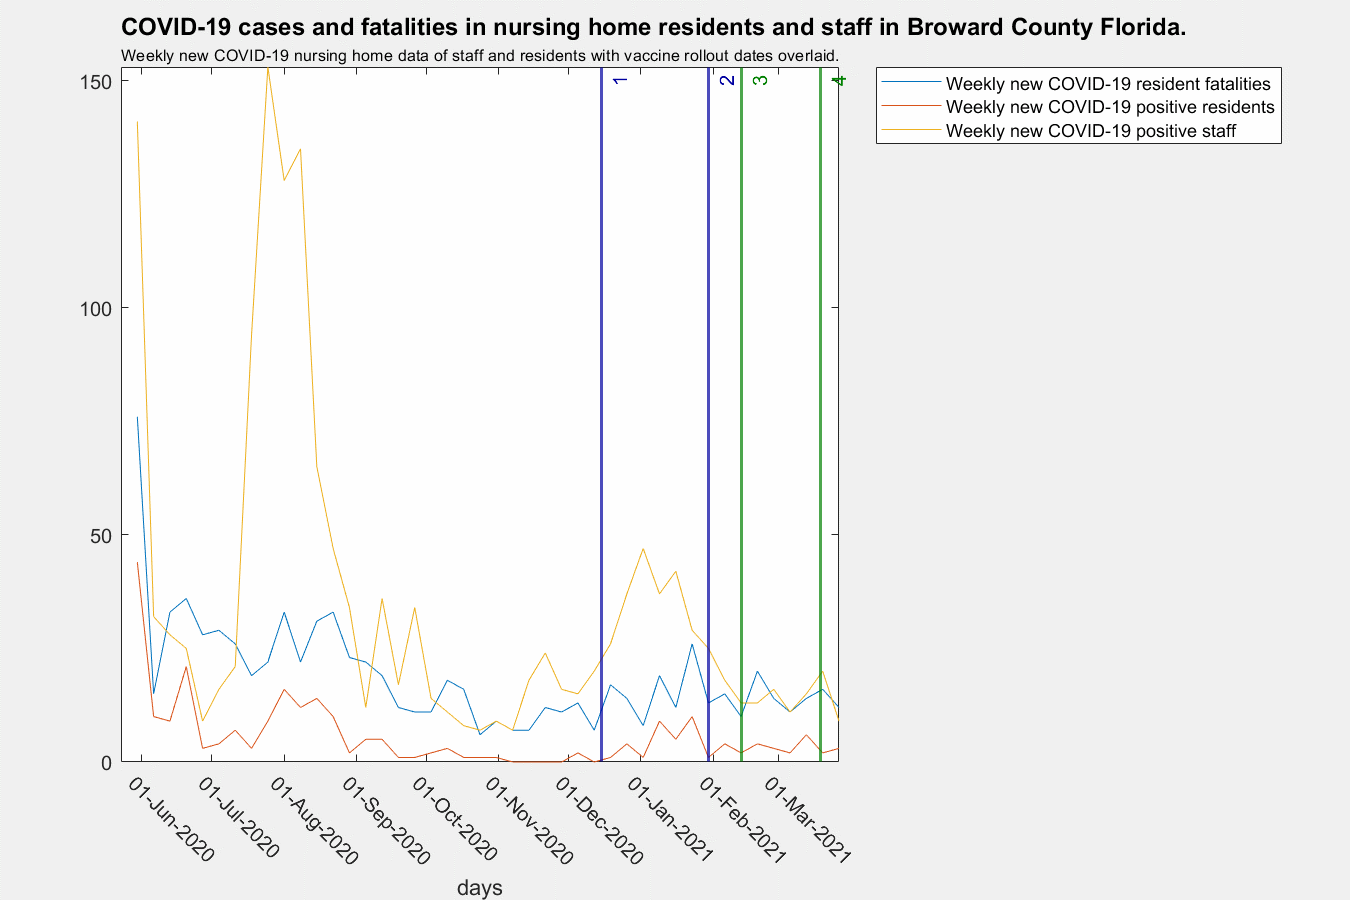 COVID-19 cases and fatalities in nursing home residents and staff in Broward County Florida.
Weekly new COVID-19 nursing home data of staff and residents with vaccine rollout dates overlaid.
150
100
50
0
1
2
3
4
Weekly new COVID-19 resident fatalities
Weekly new COVID-19 positive residents
Weekly new COVID-19 positive staff
01-Jun-2020
01-Jul-2020
01-Aug-2020
01-Sep-2020
01-Oct-2020
01-Nov-2020
01-Dec-2020
01-Jan-2021
01-Feb-2021
01-Mar-2021
days